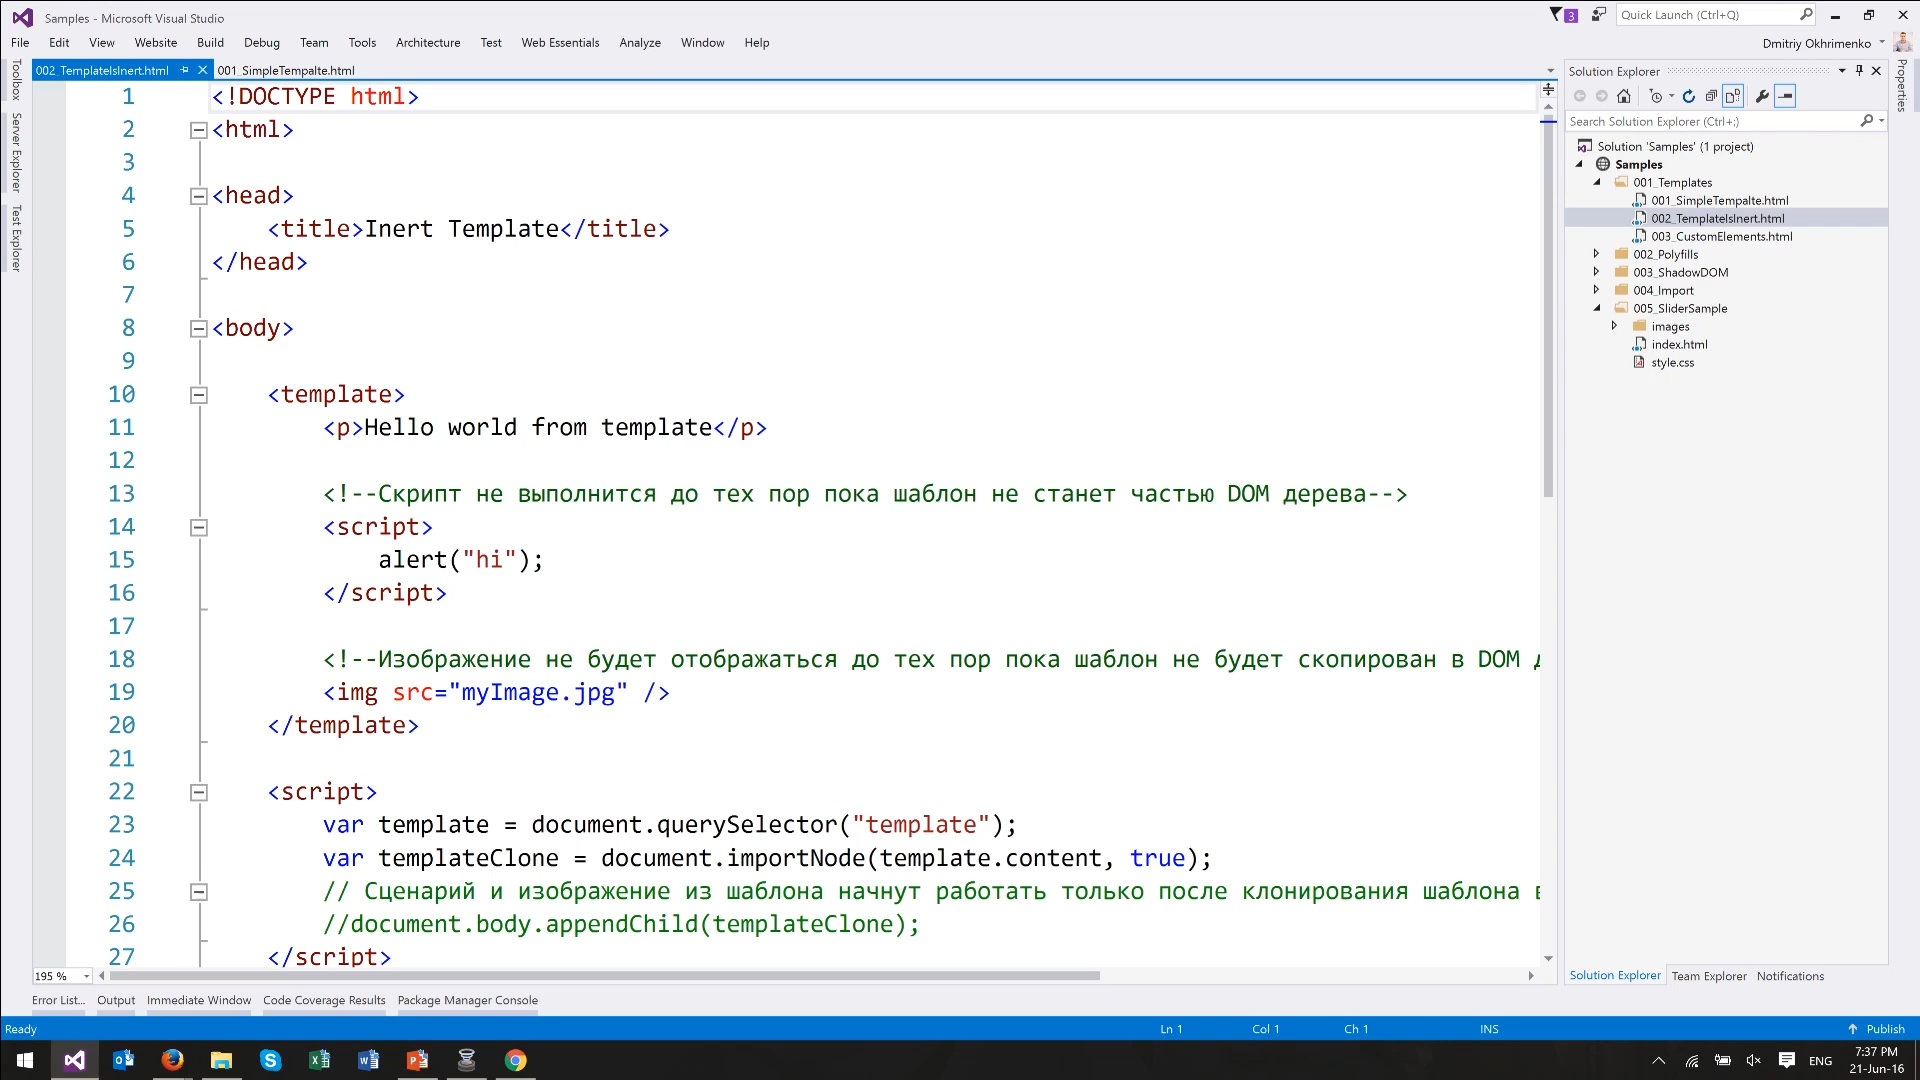 Samples - Microsoft Visual Studio
3
Quick Launch (Ctrl+Q)
File Edit View Website Build Debug Team Tools Architecture Test Web Essentials Analyze Window Help
Dmitriy Okhrimenko
Toolbox
Server Explorer
Test Explorer
002_TemplateIsInert.html
001_SimpleTempalte.html
1 <!DOCTYPE html>
2 <html>
3
4 <head>
5 <title>Inert Template</title>
6 </head>
7
8 <body>
9
10 <template>
11 <p>Hello world from template</p>
12
13 <!--Скрипт не выполнится до тех пор пока шаблон не станет частью DOM дерева-->
14 <script>
15 alert("hi");
16 </script>
17
18 <!--Изображение не будет отображаться до тех пор пока шаблон не будет скопирован в DOM
19 <img src="myImage.jpg" />
20 </template>
21
22 <script>
23 var template = document.querySelector("template");
24 var templateClone = document.importNode(template.content, true);
25 // Сценарий и изображение из шаблона начнут работать только после клонирования шаблона
26 //document.body.appendChild(templateClone);
27 </script>
195 %
Solution Explorer
Search Solution Explorer (Ctrl+;)
Solution 'Samples' (1 project)
Samples
001_Templates
001_SimpleTempalte.html
002_TemplateIsInert.html
003_CustomElements.html
002_Polyfills
003_ShadowDOM
004_Import
005_SliderSample
images
index.html
style.css
Solution Explorer Team Explorer Notifications
Properties
Error List... Output Immediate Window Code Coverage Results Package Manager Console
Ready Ln 1 Col 1 Ch 1 INS Publish
ENG
7:37 PM
21-Jun-16